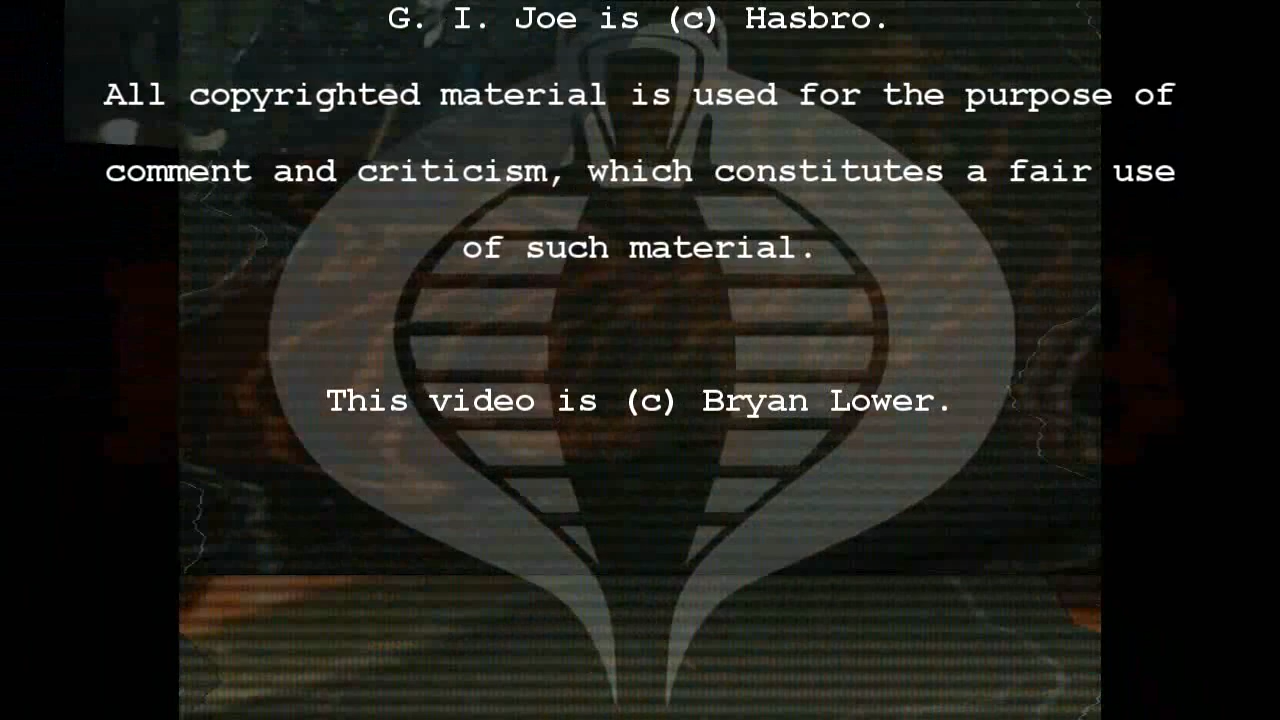 G. I. Joe is (c) Hasbro.
All copyrighted material is used for the purpose of
comment and criticism, which constitutes a fair use
of such material.
This video is (c) Bryan Lower.